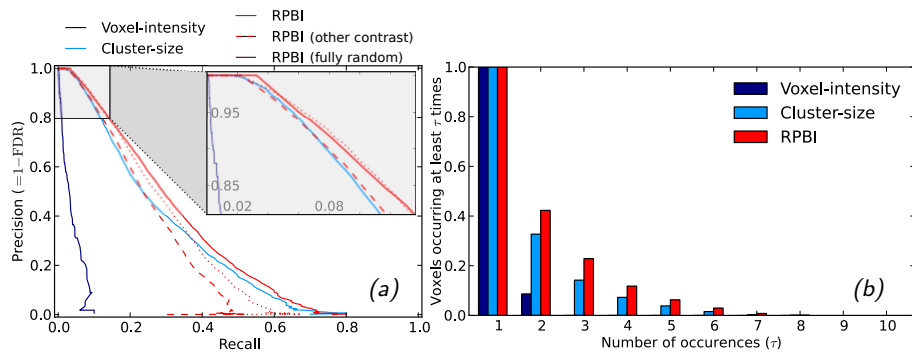 Voxel-intensity
Cluster-size
RPBI
RPBI (other contrast)
RPBI (fully random)
Precision (=1−FDR)
1.0
0.8
0.6
0.4
0.2
0.0
0.95
0.85
0.02
0.08
(a)
0.0
0.2
0.4
0.6
0.8
1.0
Recall
Voxels occurring at least τ times
1.0
0.8
0.6
0.4
0.2
0.0
Voxel-intensity
Cluster-size
RPBI
(b)
1 2 3 4 5 6 7 8 9 10
Number of occurences (τ)